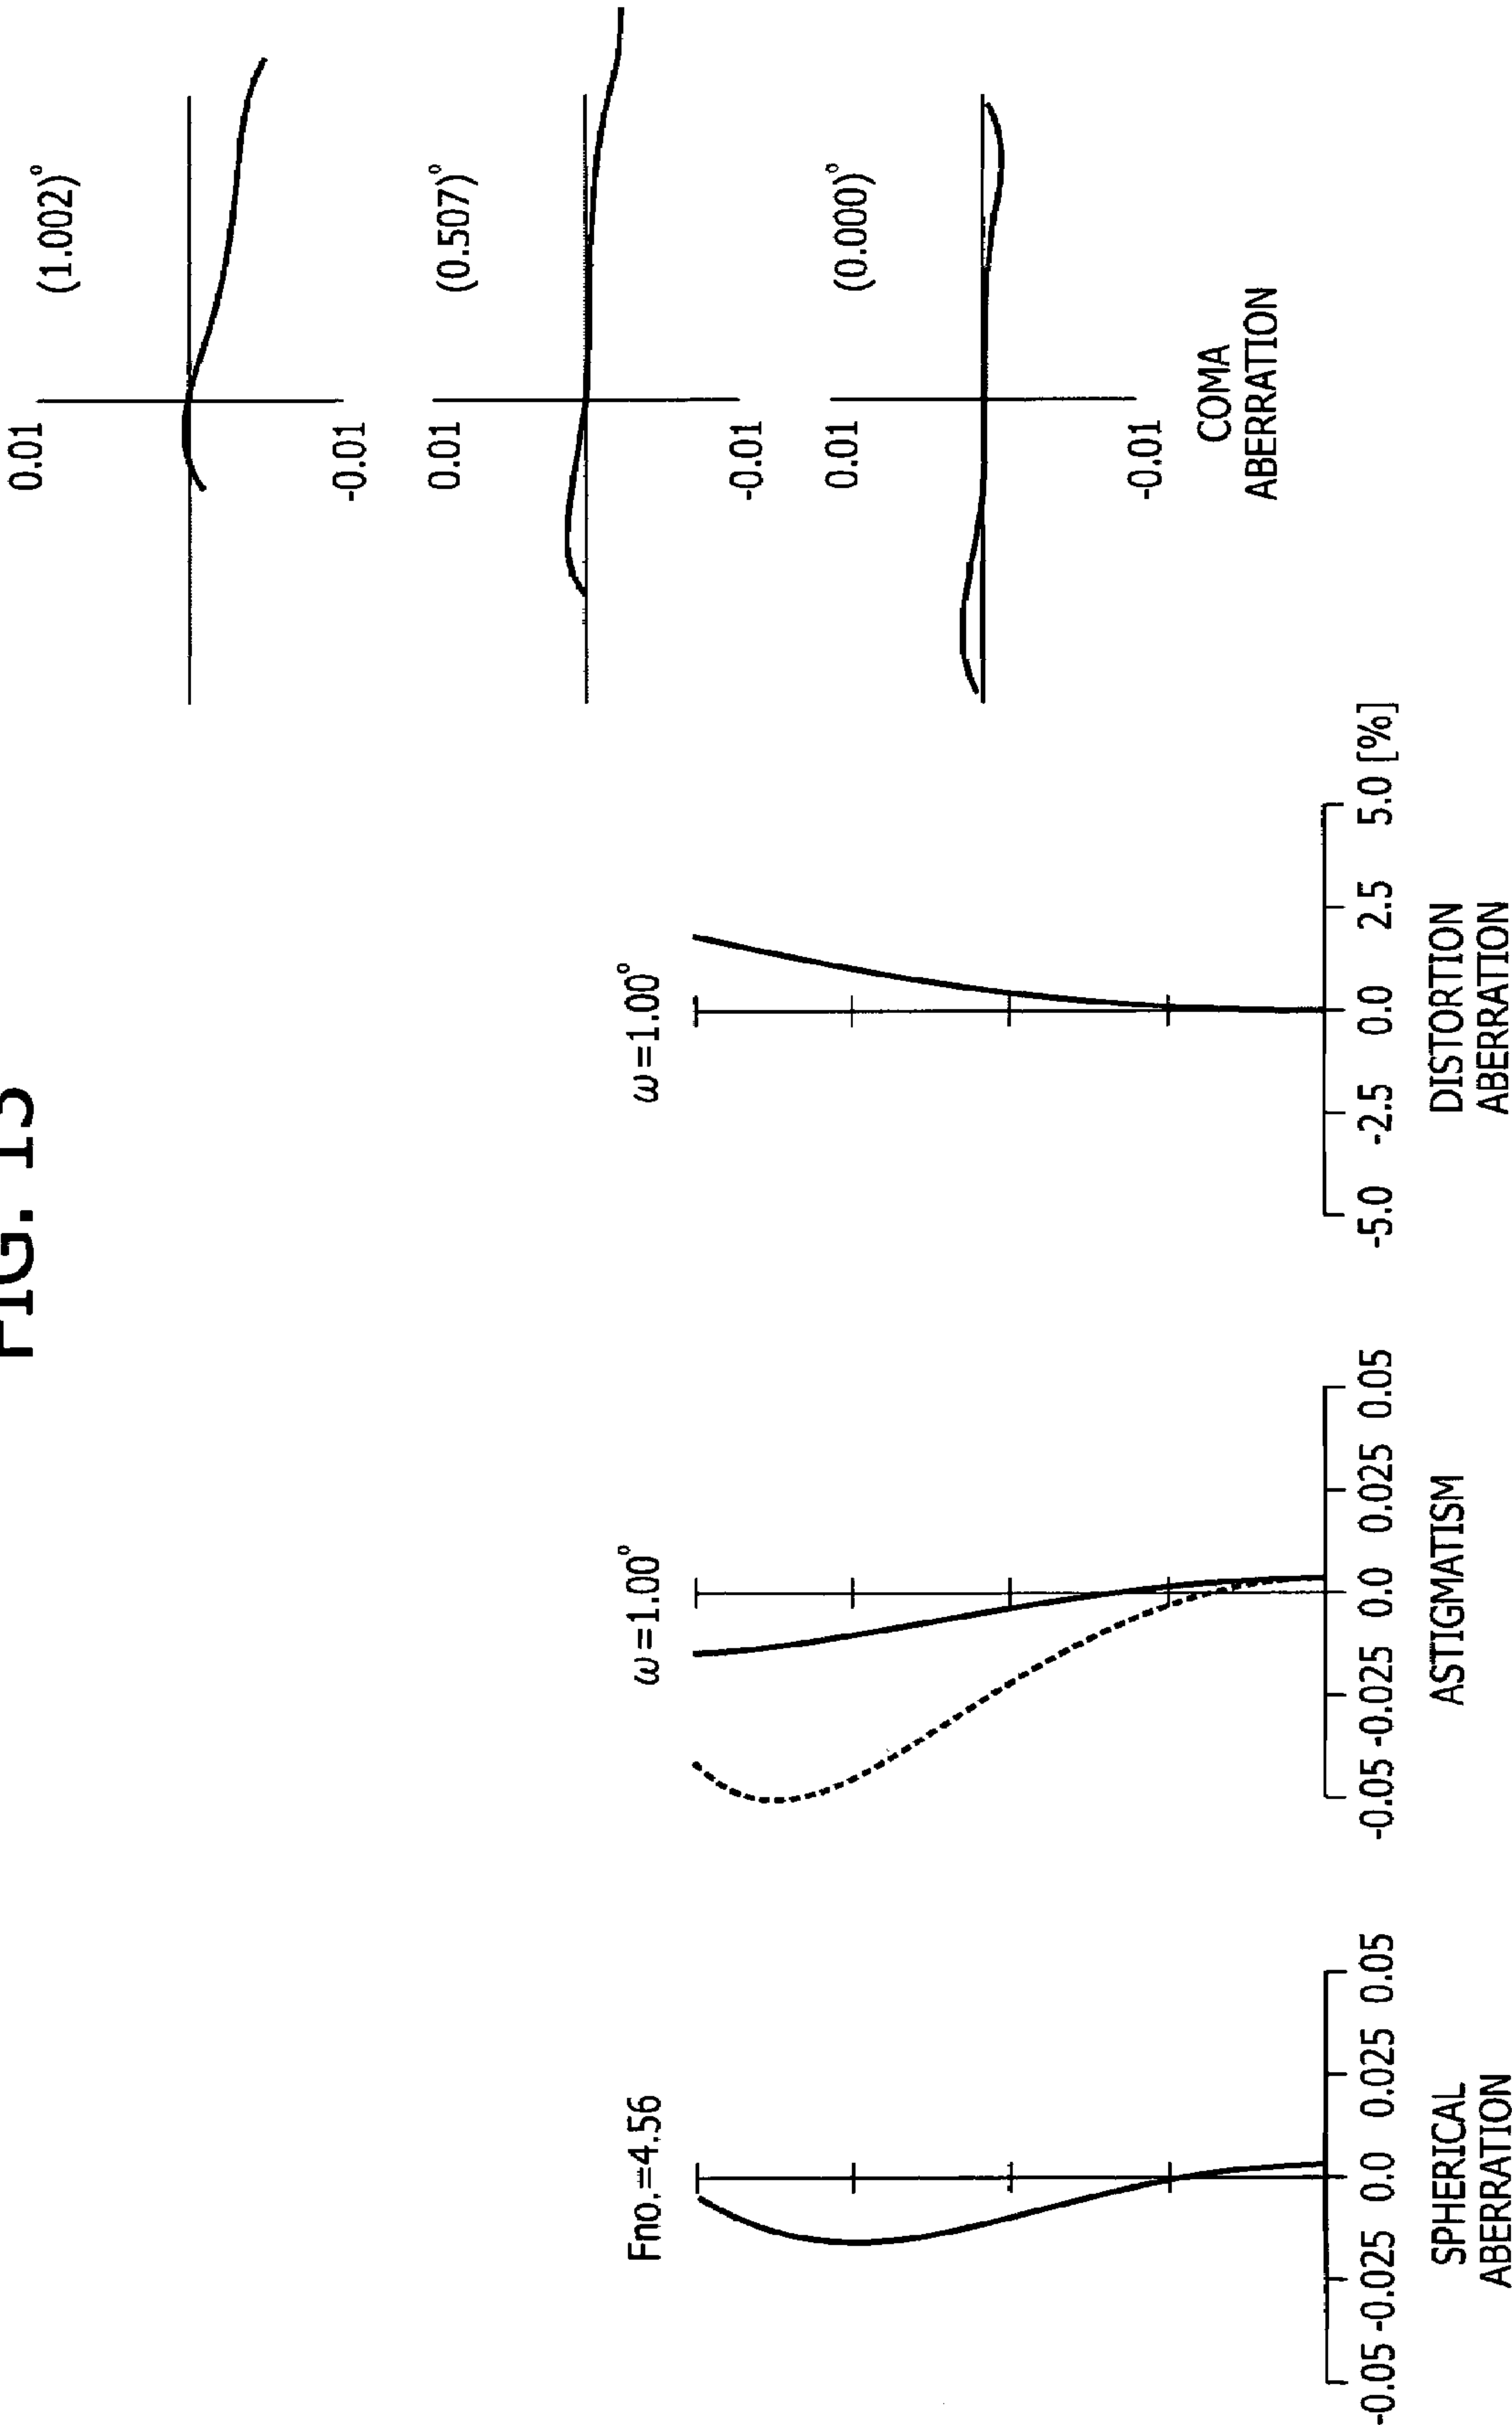 FIG.
Fno.=4.56
-0.05 -0.025 0.0 0.025 0.05
SPHERICAL
ABERRATION
ω=1.00°
-0.05 -0.025 0.0 0.025 0.05
ASTIGMATISM
ω=1.00°
-5.0 -2.5 0.0 2.5 5.0 [%]
DISTORTION
ABERRATION
0.01
(1.002)°
-0.01
0.01
(0.507)°
-0.01
0.01
(0.000)°
-0.01
COMA
ABERRATION